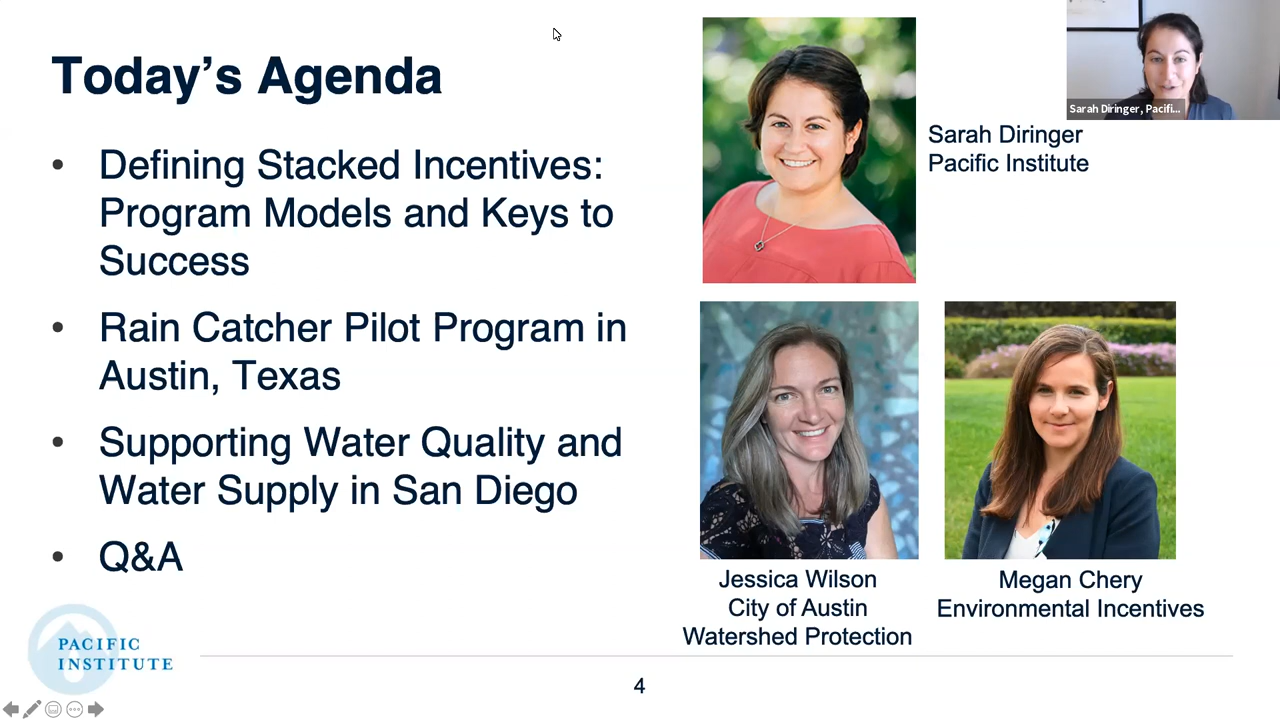 Today’s Agenda
• Defining Stacked Incentives:
Program Models and Keys to
Success
• Rain Catcher Pilot Program in
Austin, Texas
• Supporting Water Quality and
Water Supply in San Diego
• Q&A
Sarah Diringer, Pacifi...
Sarah Diringer
Pacific Institute
Jessica Wilson
City of Austin
Watershed Protection
Megan Chery
Environmental Incentives
PACIFIC
INSTITUTE
4